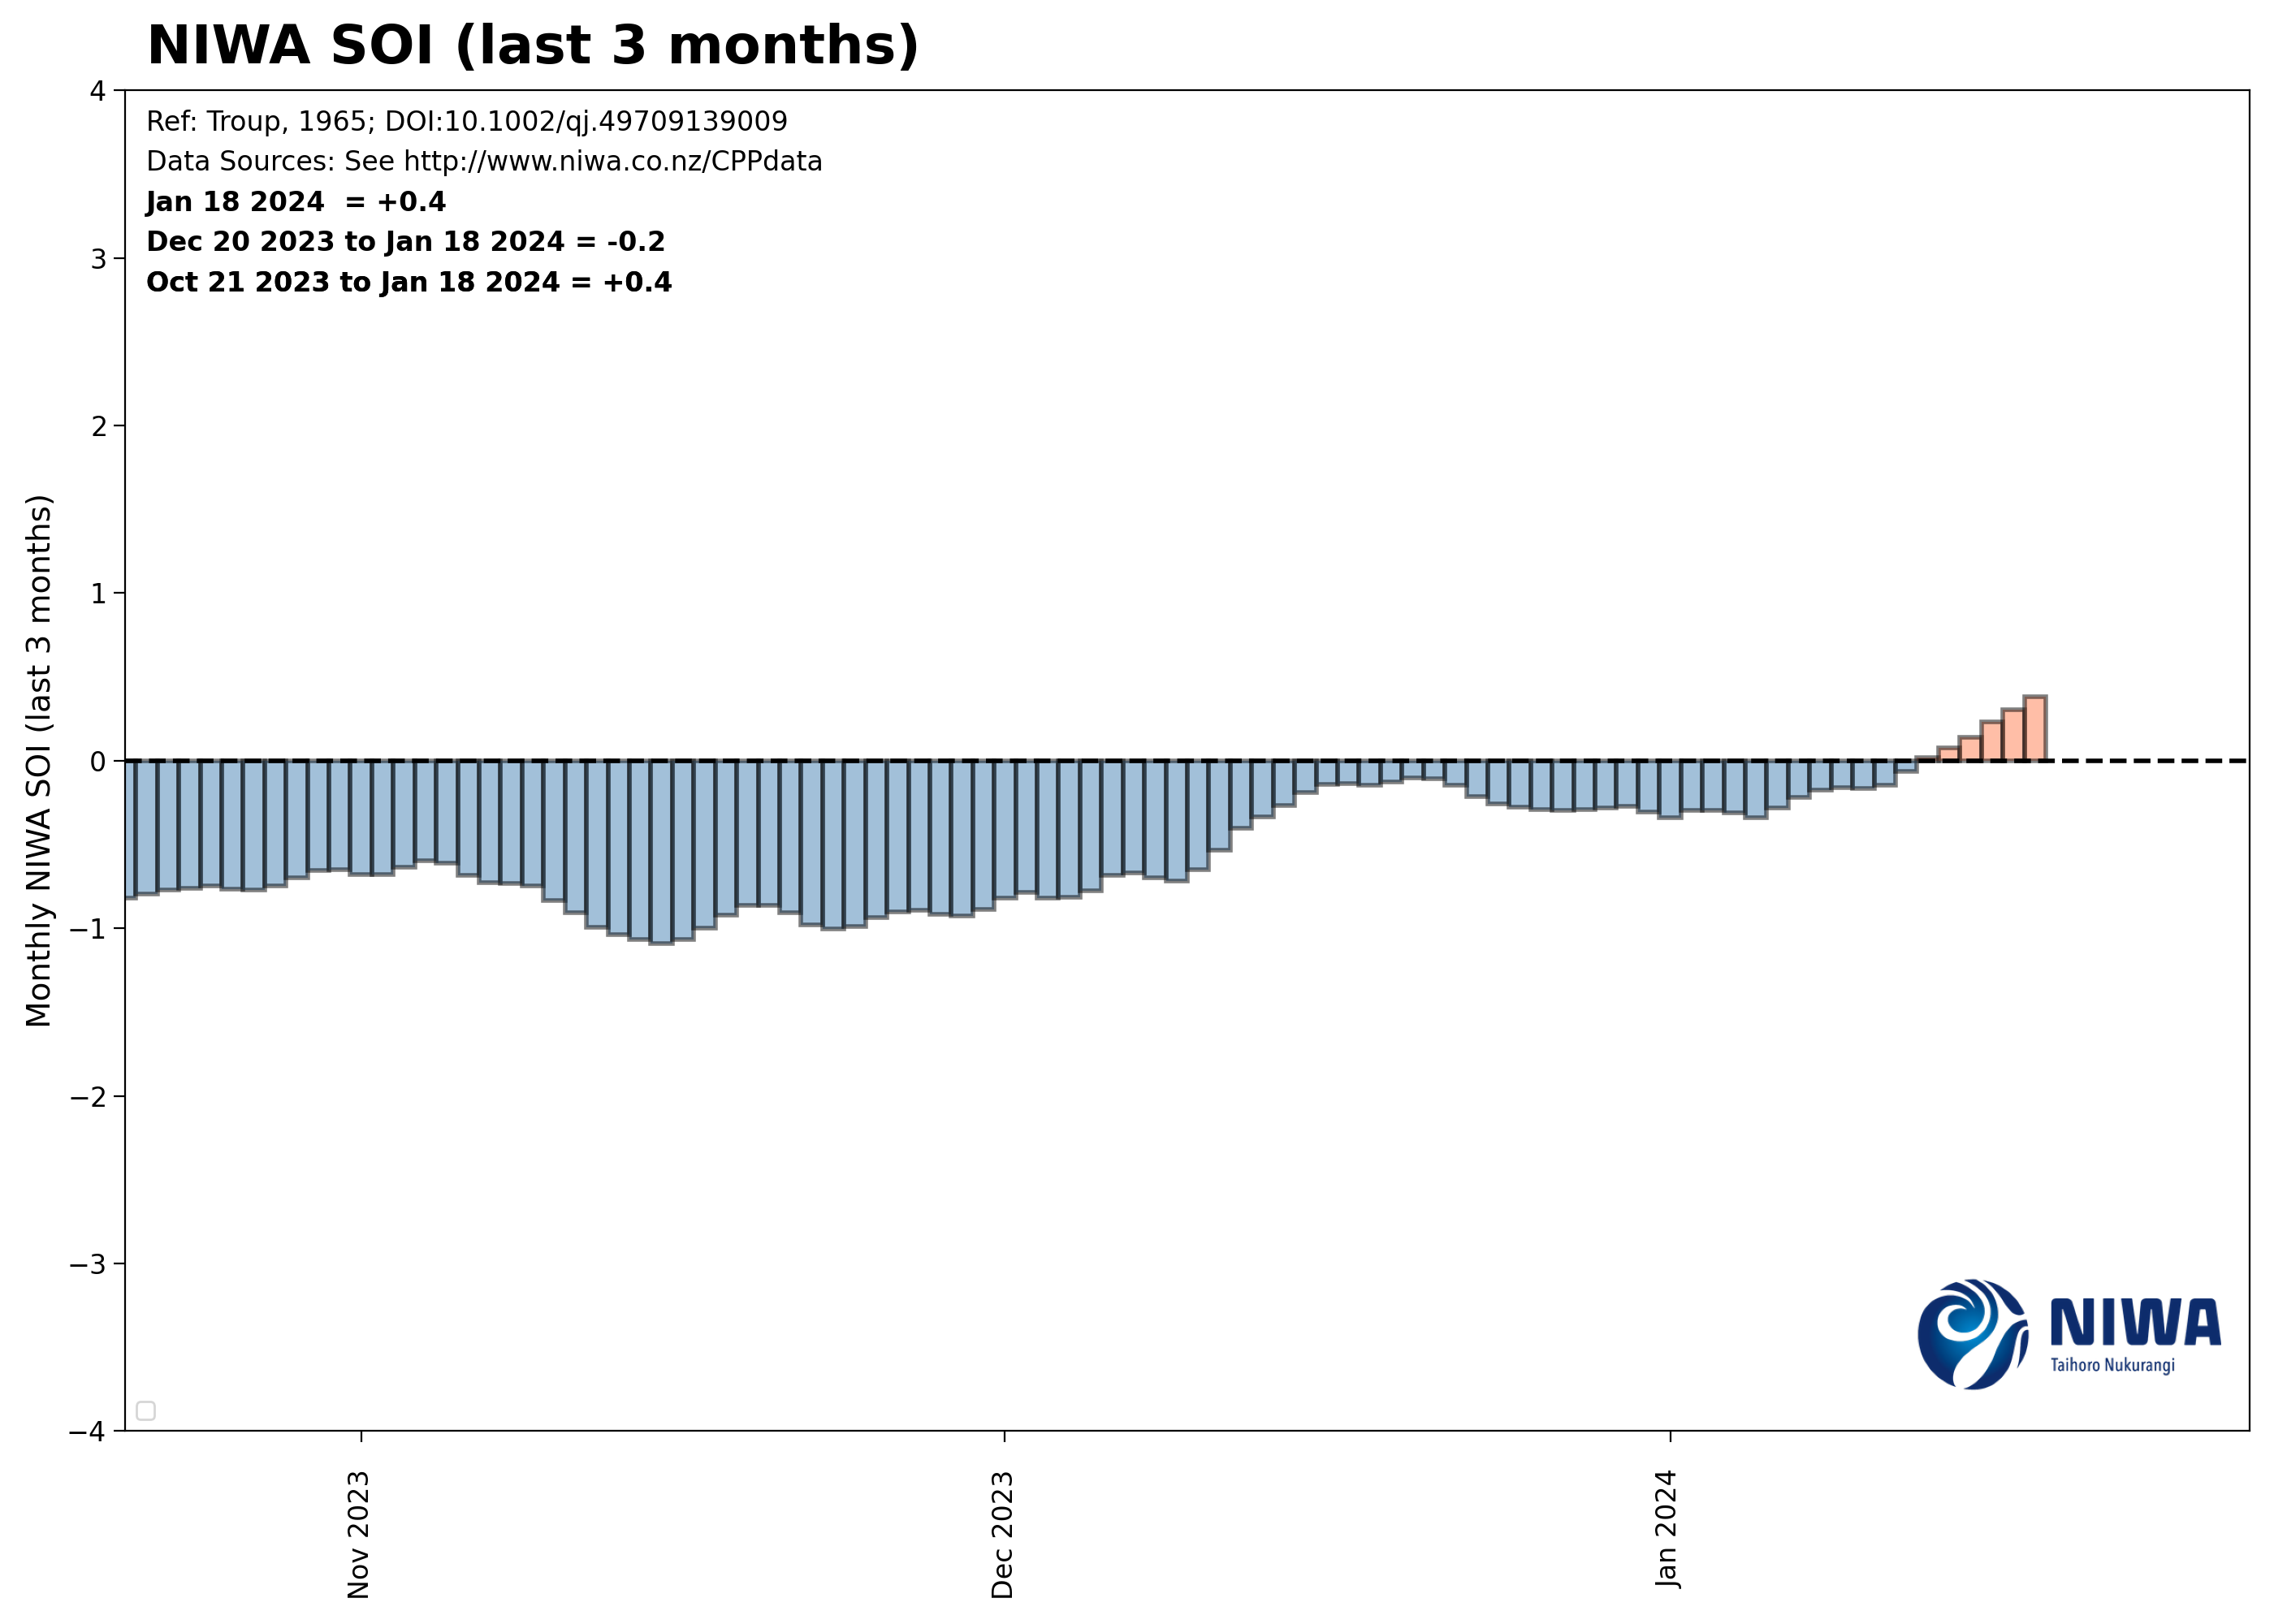 NIWA SOI (last 3 months)
Ref: Troup, 1965; DOI:10.1002/qj.49709139009
Data Sources: See http://www.niwa.co.nz/CPPdata
Jan 18 2024  = +0.4
Dec 20 2023 to Jan 18 2024 = -0.2
Oct 21 2023 to Jan 18 2024 = +0.4
Monthly NIWA SOI (last 3 months)
4
3
2
1
0
−1
−2
−3
−4
Nov 2023
Dec 2023
Jan 2024
NIWA
Taihoro Nukurangi